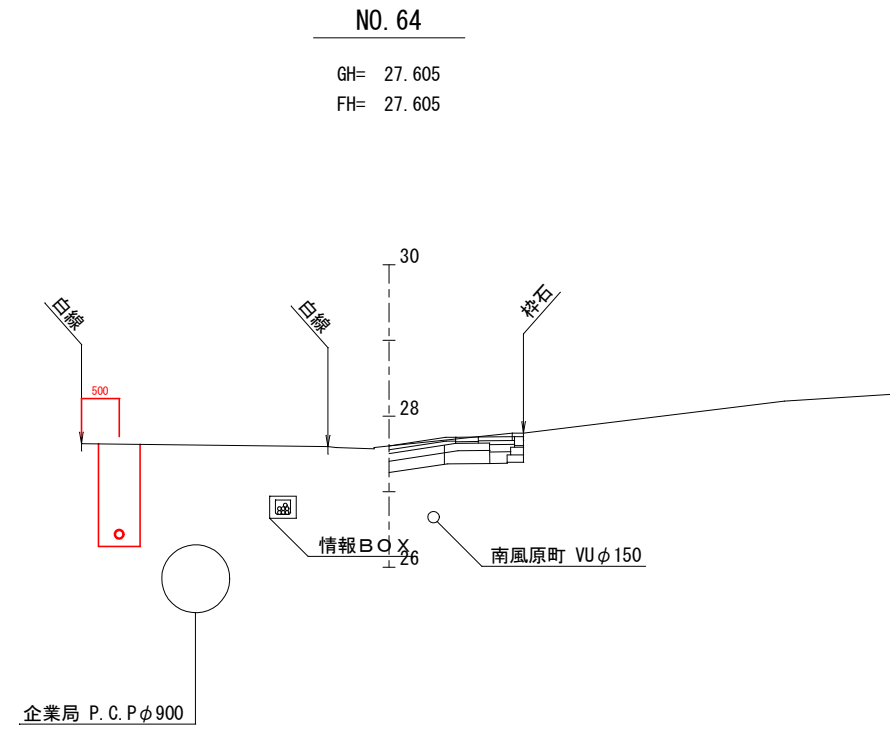 NO. 64
GH= 27.605
FH= 27.605
30
白線
白線
枠石
500
28
情報BOX
26
南風原町 VUφ150
企業局 P.C.Pφ900